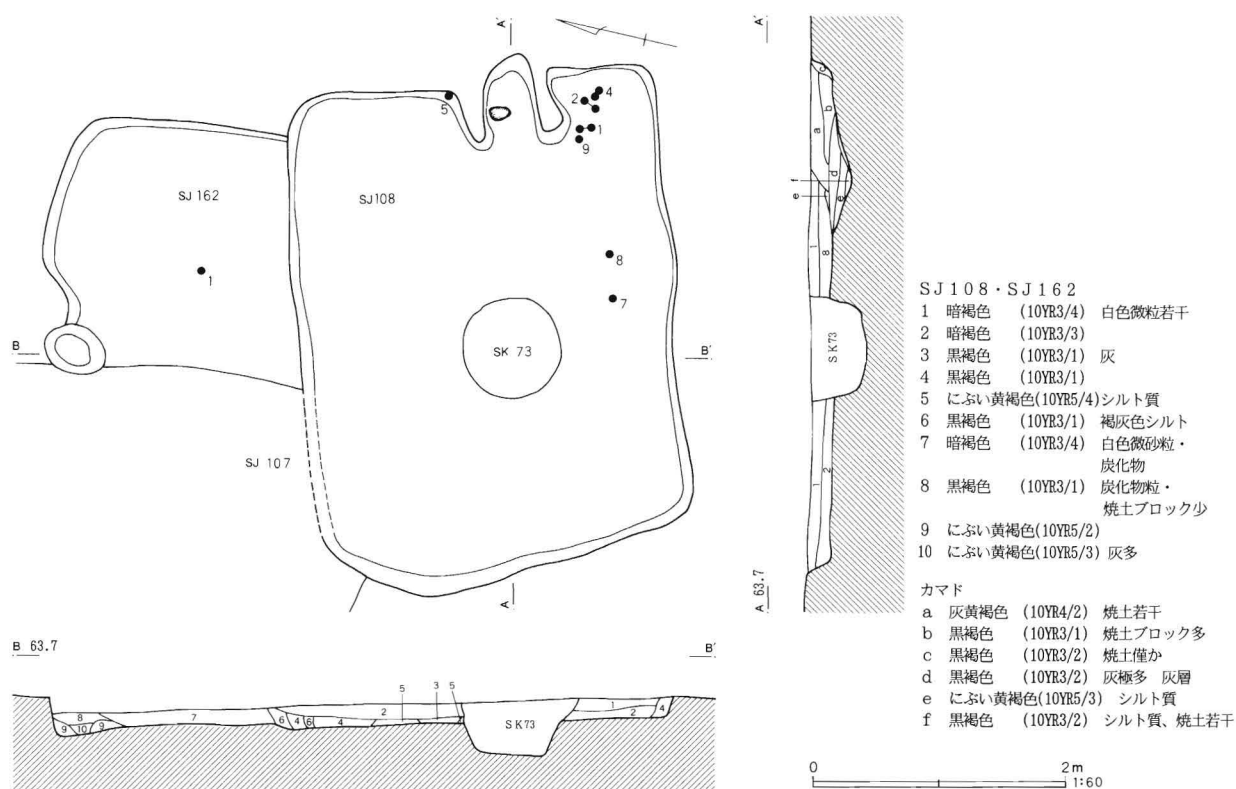 A'
5
2
4
1
9
SJ 162
SJ108
1
8
7
B
SK 73
B'
SJ 107
A
B 63.7
B'
5 3 5
8 7 6 4 6 4 2 1 4
9 10 9 2
SK73
A'
c
b
a
d
f
e
e
1
8
SK73
1
2
A 63.7
SJ108・SJ162
1 暗褐色 (10YR3/4) 白色微粒若干
2 暗褐色 (10YR3/3)
3 黒褐色 (10YR3/1) 灰
4 黒褐色 (10YR3/1)
5 にぶい黄褐色(10YR5/4)シルト質
6 黒褐色 (10YR3/1) 褐灰色シルト
7 暗褐色 (10YR3/4) 白色微砂粒・
炭化物
8 黒褐色 (10YR3/1) 炭化物粒・
焼土ブロック少
9 にぶい黄褐色(10YR5/2)
10 にぶい黄褐色(10YR5/3) 灰多
カマド
a 灰黄褐色 (10YR4/2) 焼土若干
b 黒褐色 (10YR3/1) 焼土ブロック多
c 黒褐色 (10YR3/2) 焼土僅か
d 黒褐色 (10YR3/2) 灰極多 灰層
e にぶい黄褐色(10YR5/3) シルト質
f 黒褐色 (10YR3/2) シルト質、焼土若干
0 2m
1:60